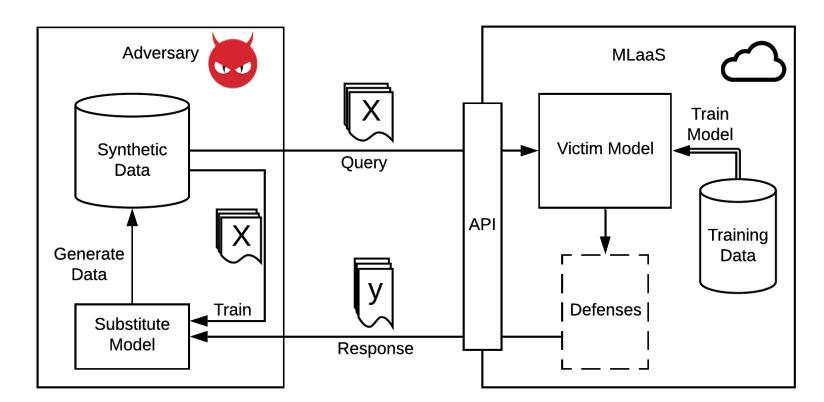 Adversary
MLaaS
Synthetic
Data
X
Query
Victim Model
Train
Model
API
Training
Data
X
Generate
Data
y
Train
Response
Substitute
Model
Defenses